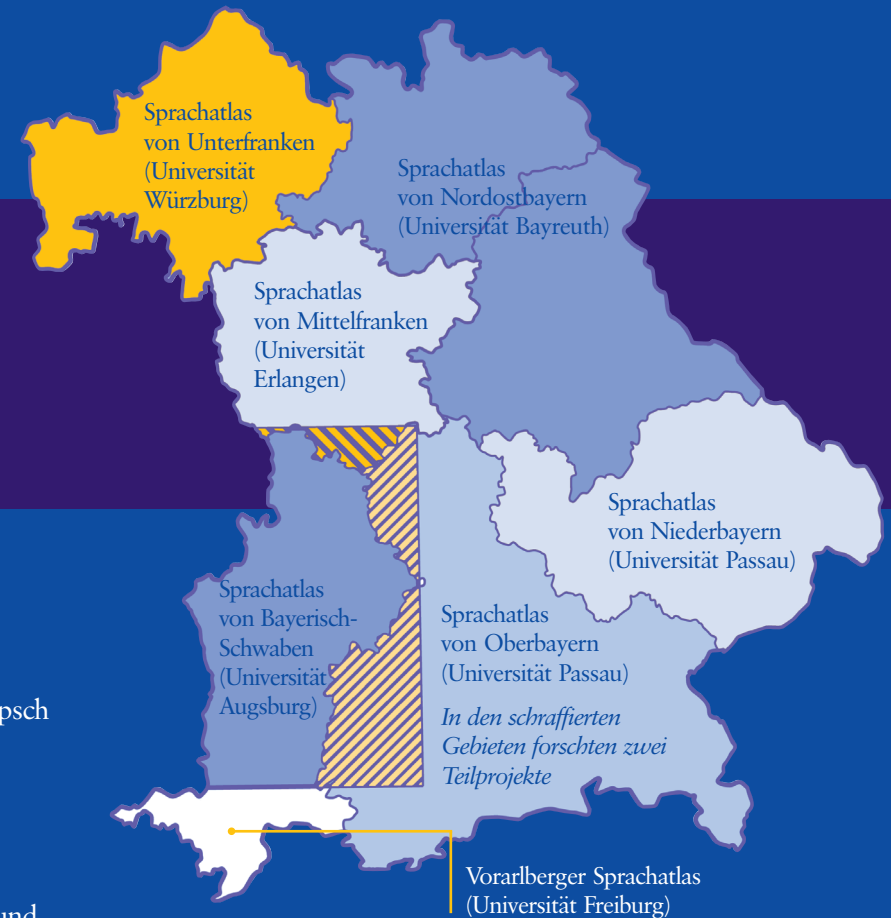 Sprachatlas
von Unterfranken
(Universität
Würzburg)
Sprachatlas
von Nordostbayern
(Universität Bayreuth)
Sprachatlas
von Mittelfranken
(Universität
Erlangen)
Sprachatlas
von Niederbayern
(Universität Passau)
Sprachatlas
von Bayerisch-
Schwaben
(Universität
Augsburg)
Sprachatlas
von Oberbayern
(Universität Passau)
In den schraffierten
Gebieten forschten zwei
Teilprojekte
psch
Vorarlberger Sprachatlas
(Universität Freiburg)
und